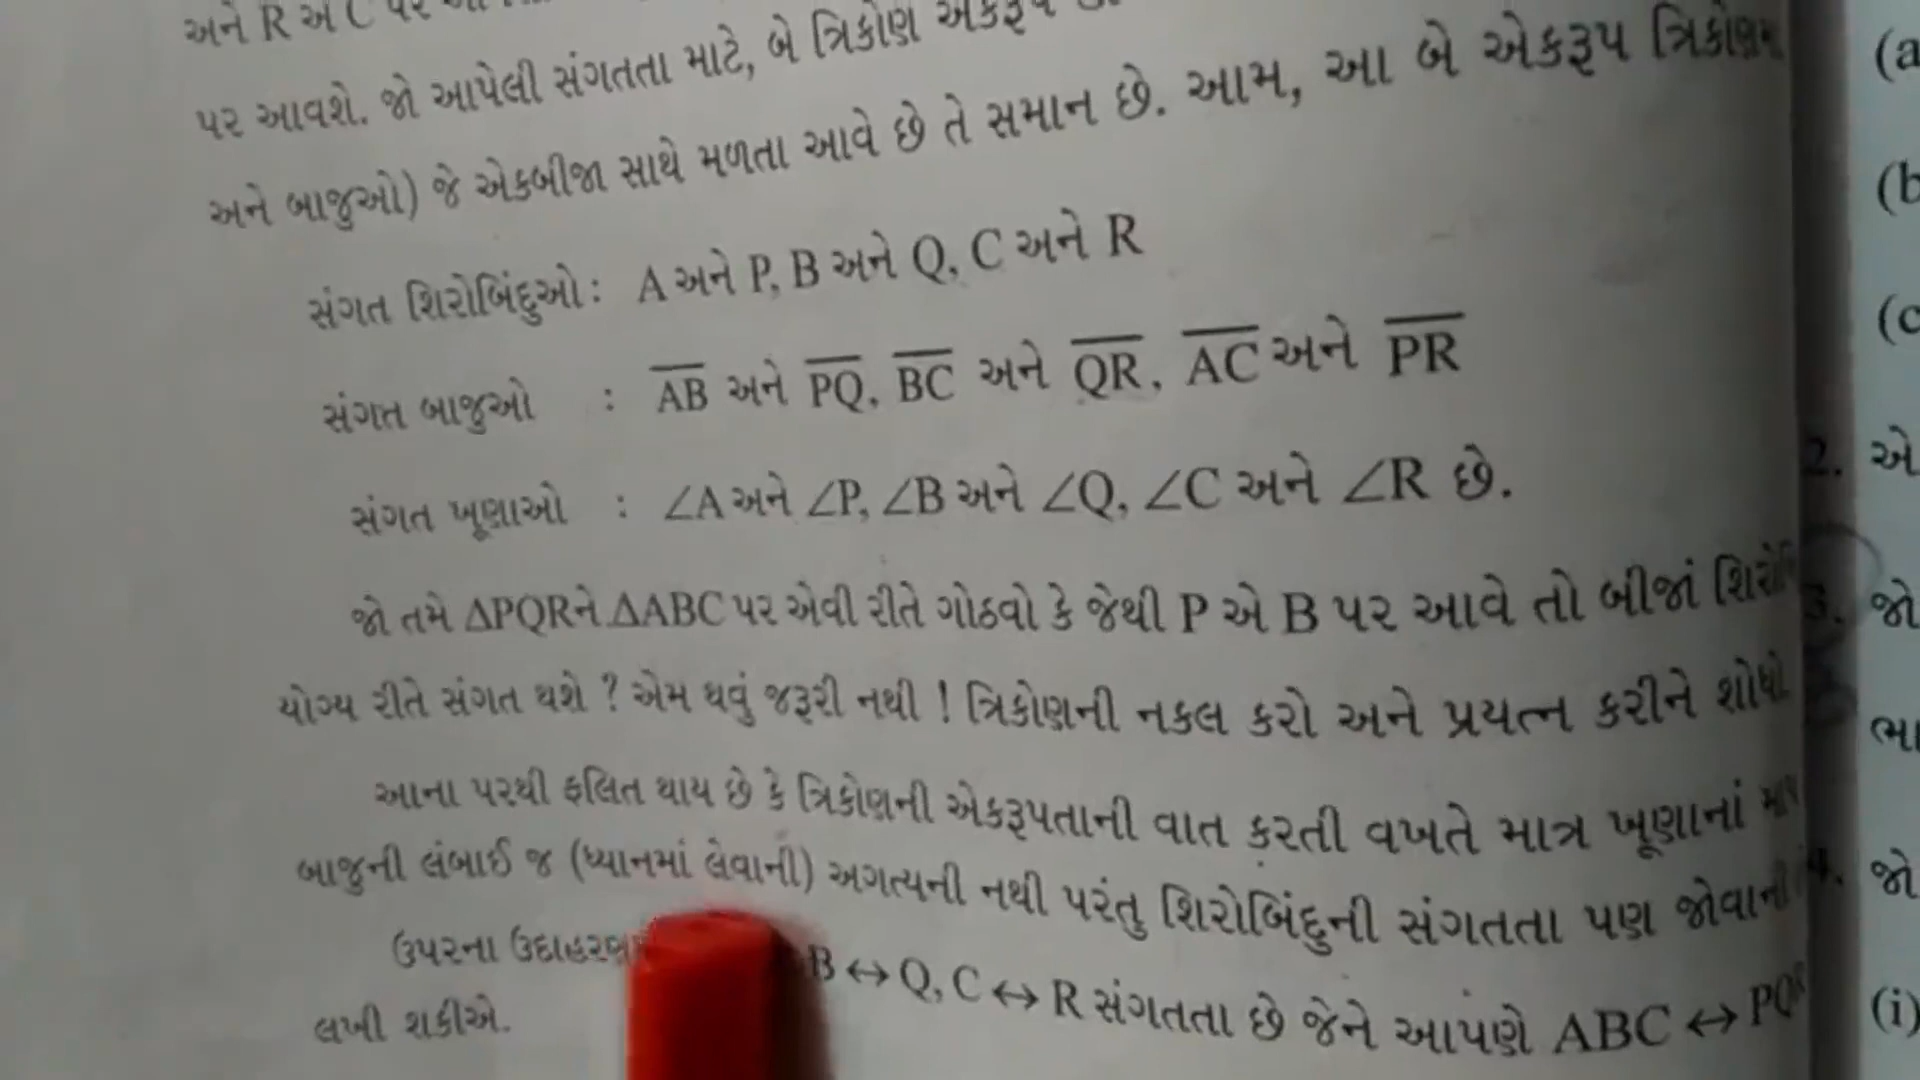 અને R એ C પર
પર આવશે. જો આપેલી સંગતતા માટે, બે ત્રિકોણ એકરૂપ
અને બાજુઓ) જે એકબીજા સાથે મળતા આવે છે તે સમાન છે. આમ, આ બે એકરૂપ
સંગત શિરોબિંદુઓ : A અને P, B અને Q, C અને R
સંગત બાજુઓ : AB અને PQ, BC અને QR, AC અને PR
સંગત ખૂણાઓ : ∠A અને ∠P, ∠B અને ∠Q, ∠C અને ∠R છે.
જો તમે ΔPQRને ΔABC પર એવી રીતે ગોઠવો કે જેથી P એ B પર આવે તો બીજાં
યોગ્ય રીતે સંગત થશે ? એમ થવું જરૂરી નથી ! ત્રિકોણની નકલ કરો અને પ્રયત્ન કરીને શોધો
આના પરથી ફલિત થાય છે કે ત્રિકોણની એકરૂપતાની વાત કરતી વખતે માત્ર ખૂણાનાં
બાજુની લંબાઈ જ (ધ્યાનમાં લેવાની) અગત્યની નથી પરંતુ શિરોબિંદુની સંગતતા પણ જોવાની
ઉપરના B ↔ Q, C ↔ R સંગતતા છે જેને આપણે ABC ↔
લખી શકીએ.
(a
(b
(c
2. એ
3. જો
4. જો
(i)